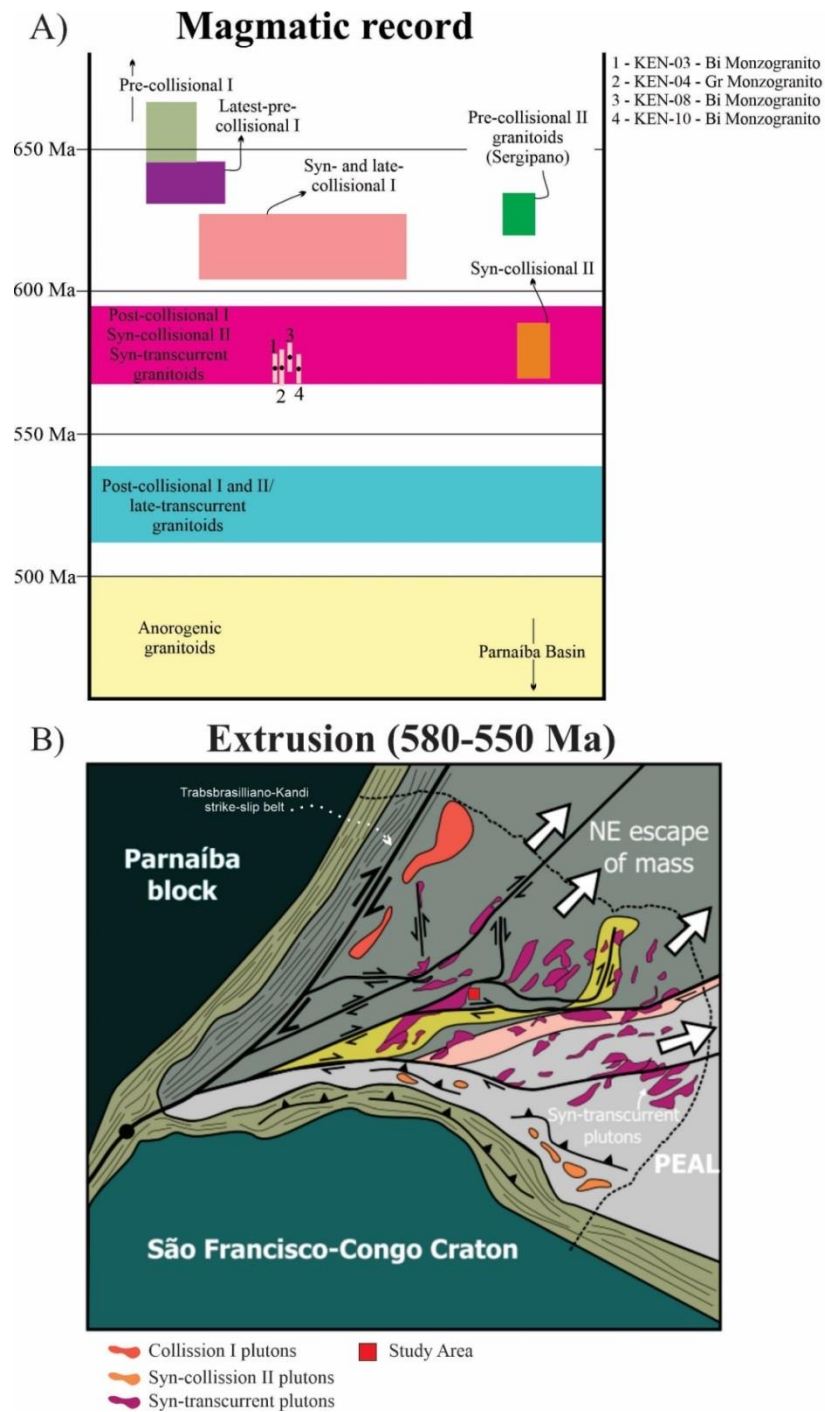 A)
Magmatic record
Pre-collisional I
Latest-pre-
collisional I
Syn- and late-
collisional I
Pre-collisional II
granitoids
(Sergipano)
1 - KEN-03 - Bi Monzogranito
2 - KEN-04 - Gr Monzogranito
3 - KEN-08 - Bi Monzogranito
4 - KEN-10 - Bi Monzogranito
650 Ma
600 Ma
Syn-collisional II
Post-collisional I
Syn-collisional II
Syn-transcurrent
granitoids
1
3
2
4
550 Ma
Post-collisional I and II/
late-transcurrent
granitoids
500 Ma
Anorogenic
granitoids
Parnaíba Basin
B)
Extrusion (580-550 Ma)
Trabsbrasilliano-Kandi
strike-slip belt
Parnaíba
block
NE escape
of mass
Syn-transcurrent
plutons
PEAL
São Francisco-Congo Craton
Collission I plutons
Syn-collission II plutons
Syn-transcurrent plutons
Study Area